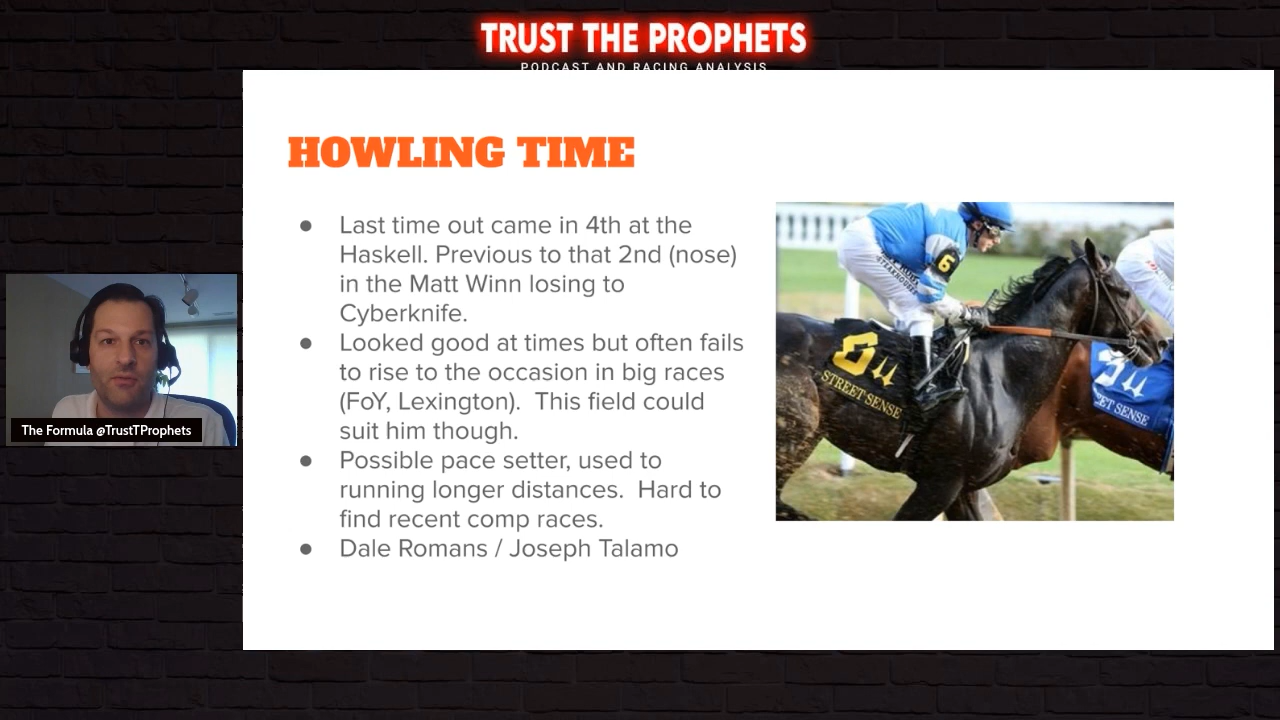 TRUST THE PROPHETS
PODCAST AND RACING ANALYSIS
HOWLING TIME
● Last time out came in 4th at the
Haskell. Previous to that 2nd (nose)
in the Matt Winn losing to
Cyberknife.
● Looked good at times but often fails
to rise to the occasion in big races
(FoY, Lexington).  This field could
suit him though.
● Possible pace setter, used to
running longer distances.  Hard to
find recent comp races.
● Dale Romans / Joseph Talamo
6
6
STREET SENSE
STREET SENSE
The Formula @TrustTProphets